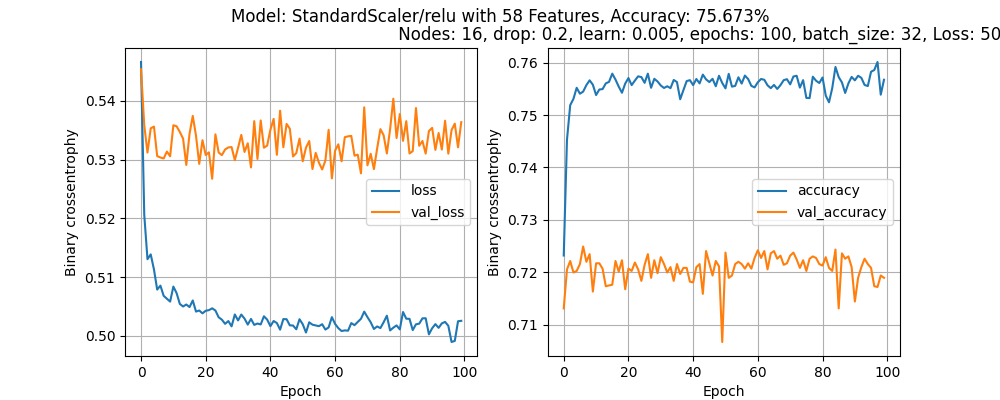 Model: StandardScaler/relu with 58 Features, Accuracy: 75.673%
Nodes: 16, drop: 0.2, learn: 0.005, epochs: 100, batch_size: 32, Loss: 50
Binary crossentrophy
0.54
0.53
0.52
0.51
0.50
loss
val_loss
0 20 40 60 80 100
Epoch
Binary crossentrophy
0.76
0.75
0.74
0.73
0.72
0.71
accuracy
val_accuracy
0 20 40 60 80 100
Epoch